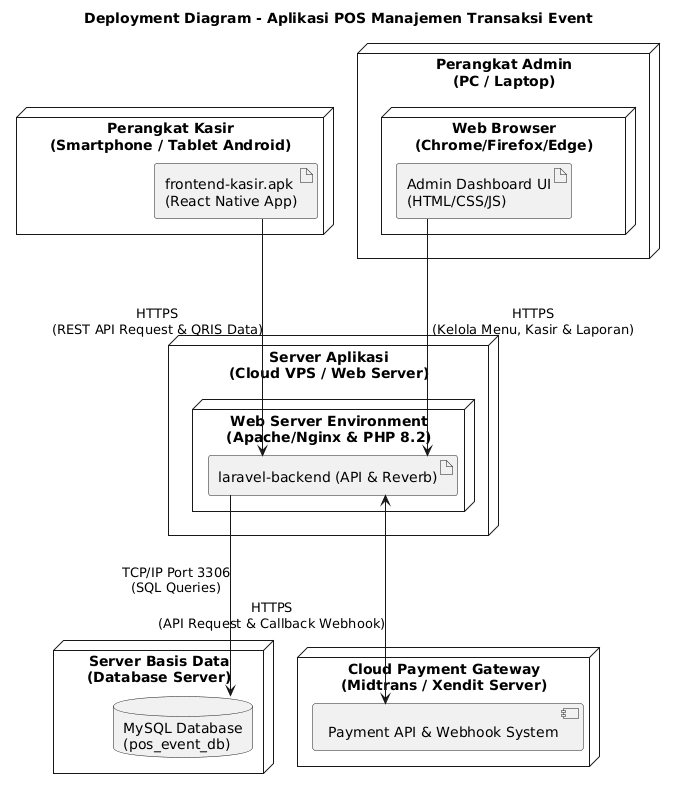 Deployment Diagram - Aplikasi POS Manajemen Transaksi Event
Perangkat Admin
(PC / Laptop)
Perangkat Kasir
(Smartphone / Tablet Android)
Web Browser
(Chrome/Firefox/Edge)
frontend-kasir.apk
(React Native App)
Admin Dashboard UI
(HTML/CSS/JS)
HTTPS
(REST API Request & QRIS Data)
HTTPS
(Kelola Menu, Kasir & Laporan)
Server Aplikasi
(Cloud VPS / Web Server)
Web Server Environment
(Apache/Nginx & PHP 8.2)
laravel-backend (API & Reverb)
TCP/IP Port 3306
(SQL Queries)
HTTPS
(API Request & Callback Webhook)
Server Basis Data
(Database Server)
MySQL Database
(pos_event_db)
Cloud Payment Gateway
(Midtrans / Xendit Server)
Payment API & Webhook System